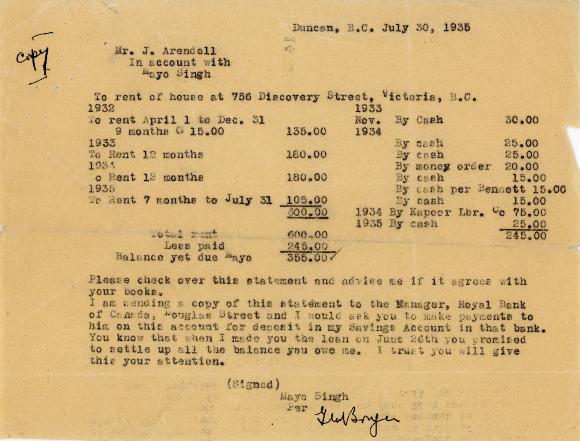 Duncan, B.C. July 30, 1935
copy
Mr. J. Arendell
In account with
Mayo Singh
To rent of house at 756 Discovery Street, Victoria, B.C.
1932 1933
To rent April 1 to Dec. 31 Nov. By Cash 30.00
9 months @ 15.00 135.00 1934
1933 By cash 25.00
To Rent 12 months 180.00 By cash 25.00
1934 By money order 20.00
o Rent 12 months 180.00 By cash 15.00
1935 By cash per Bennett 15.00
To Rent 7 months to July 31 105.00 By cash 15.00
600.00 1934 By Kapoor Lbr. Co 75.00
1935 By cash 25.00
Total rent 600.00 245.00
Less paid 245.00
Balance yet due Mayo 355.00 ✓
Please check over this statement and advise me if it agrees with
your books.
I am sending a copy of this statement to the Manager, Royal Bank
of Canada, Douglas Street and I would ask you to make payments to
him on this account for deposit in my Savings Account in that bank.
You know that when I made you the loan on June 26th you promised
to settle up all the balance you owe me. I trust you will give
this your attention.
(Signed)
Mayo Singh
Per